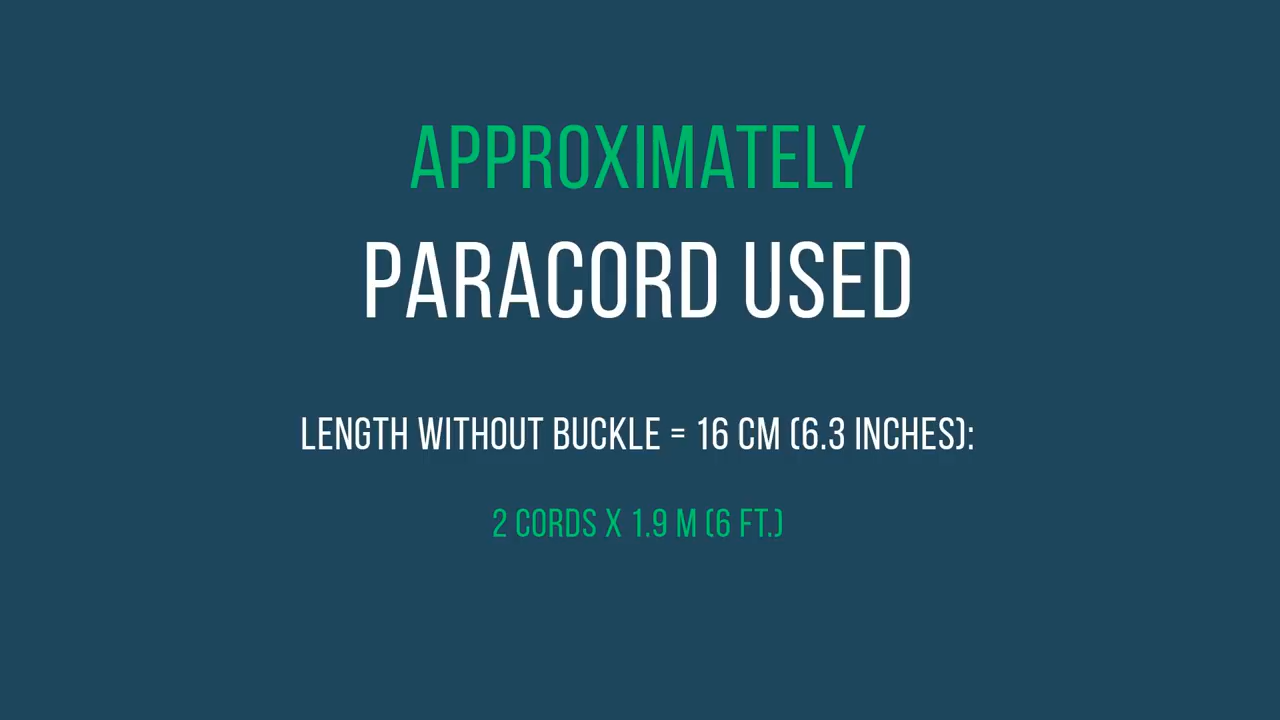 APPROXIMATELY
PARACORD USED
LENGTH WITHOUT BUCKLE = 16 CM (6.3 INCHES):
2 CORDS X 1.9 M (6 FT.)